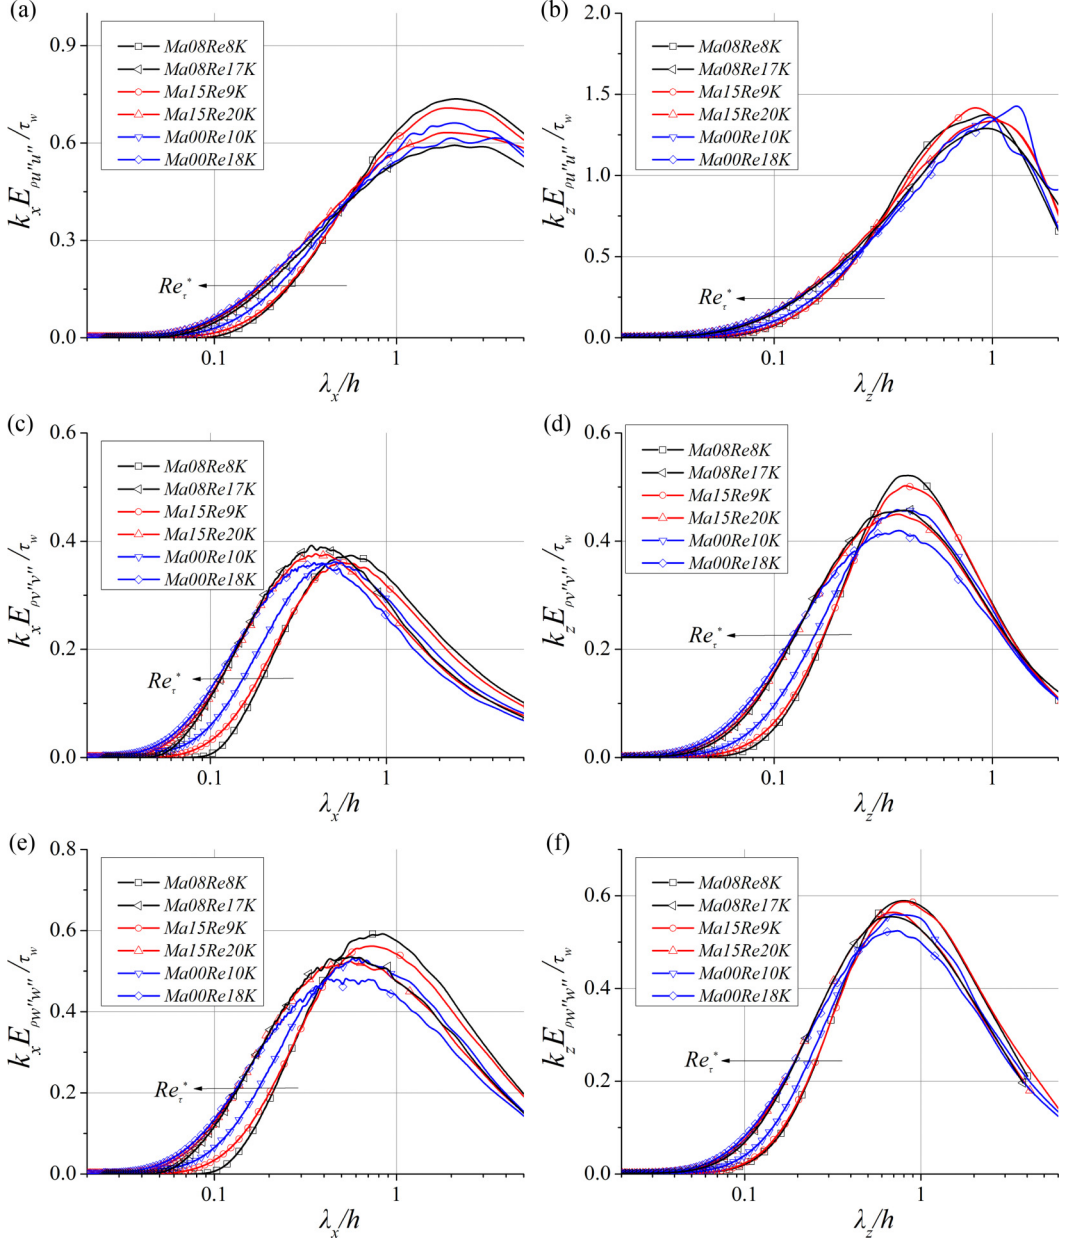 (a)
k_x E_ρu''u''/τ_w
0.9
0.6
0.3
0.0
Ma08Re8K
Ma08Re17K
Ma15Re9K
Ma15Re20K
Ma00Re10K
Ma00Re18K
Re_τ^*
0.1
1
λ_x/h
(b)
k_z E_ρu''u''/τ_w
2.0
1.5
1.0
0.5
0.0
Ma08Re8K
Ma08Re17K
Ma15Re9K
Ma15Re20K
Ma00Re10K
Ma00Re18K
Re_τ^*
0.1
1
λ_z/h
(c)
k_x E_ρv''v''/τ_w
0.6
0.4
0.2
0.0
Ma08Re8K
Ma08Re17K
Ma15Re9K
Ma15Re20K
Ma00Re10K
Ma00Re18K
Re_τ^*
0.1
1
λ_x/h
(d)
k_z E_ρv''v''/τ_w
0.6
0.5
0.4
0.3
0.2
0.1
0.0
Ma08Re8K
Ma08Re17K
Ma15Re9K
Ma15Re20K
Ma00Re10K
Ma00Re18K
Re_τ^*
0.1
1
λ_z/h
(e)
k_x E_ρw''w''/τ_w
0.8
0.6
0.4
0.2
0.0
Ma08Re8K
Ma08Re17K
Ma15Re9K
Ma15Re20K
Ma00Re10K
Ma00Re18K
Re_τ^*
0.1
1
λ_x/h
(f)
k_z E_ρw''w''/τ_w
0.6
0.4
0.2
0.0
Ma08Re8K
Ma08Re17K
Ma15Re9K
Ma15Re20K
Ma00Re10K
Ma00Re18K
Re_τ^*
0.1
1
λ_z/h